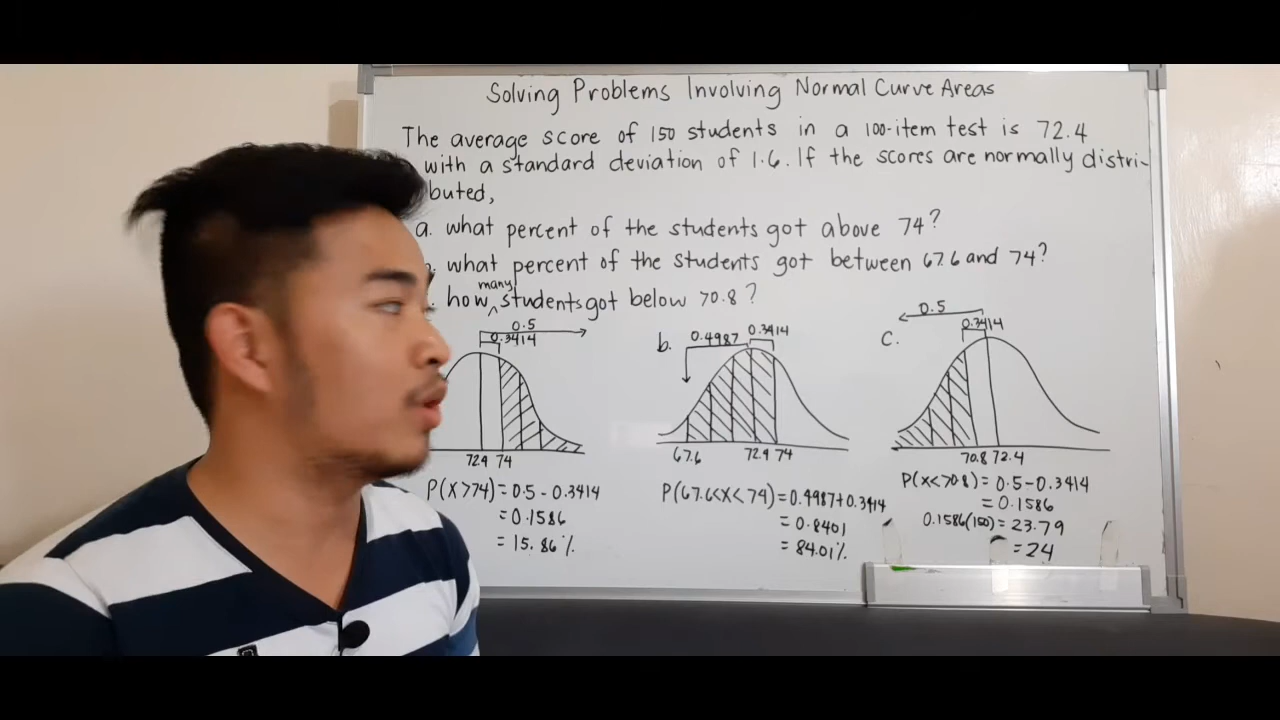 Solving Problems Involving Normal Curve Areas
The average score of 150 students in a 100-item test is 72.4
with a standard deviation of 1.6. If the scores are normally distri-
buted,
a. what percent of the students got above 74?
what percent of the students got between 67.6 and 74?
many
how ^ students got below 70.8?
0.5
0.3414
72.4 74
P(X>74) = 0.5 - 0.3414
= 0.1586
= 15.86%
b.
0.4987 0.3414
67.6 72.4 74
P(67.6<X<74) = 0.4987+0.3414
= 0.8401
= 84.01%
c.
0.5
0.3414
70.8 72.4
P(X<70.8) = 0.5-0.3414
= 0.1586
0.1586(150) = 23.79
= 24